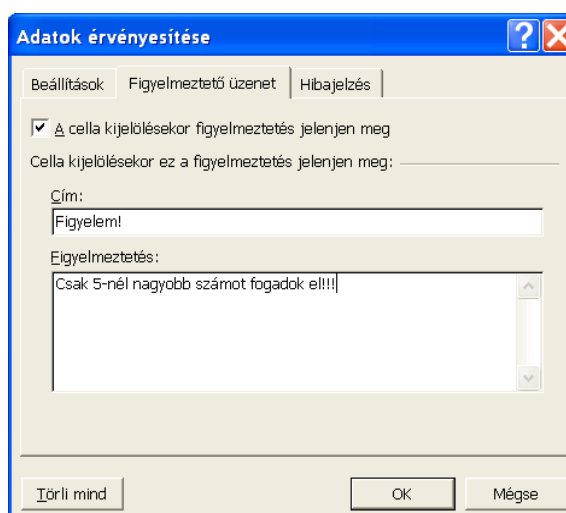 Adatok érvényesítése
Beállítások Figyelmeztető üzenet Hibajelzés
A cella kijelölésekor figyelmeztetés jelenjen meg
Cella kijelölésekor ez a figyelmeztetés jelenjen meg:
Cím:
Figyelem!
Figyelmeztetés:
Csak 5-nél nagyobb számot fogadok el!!!
Törli mind OK Mégse